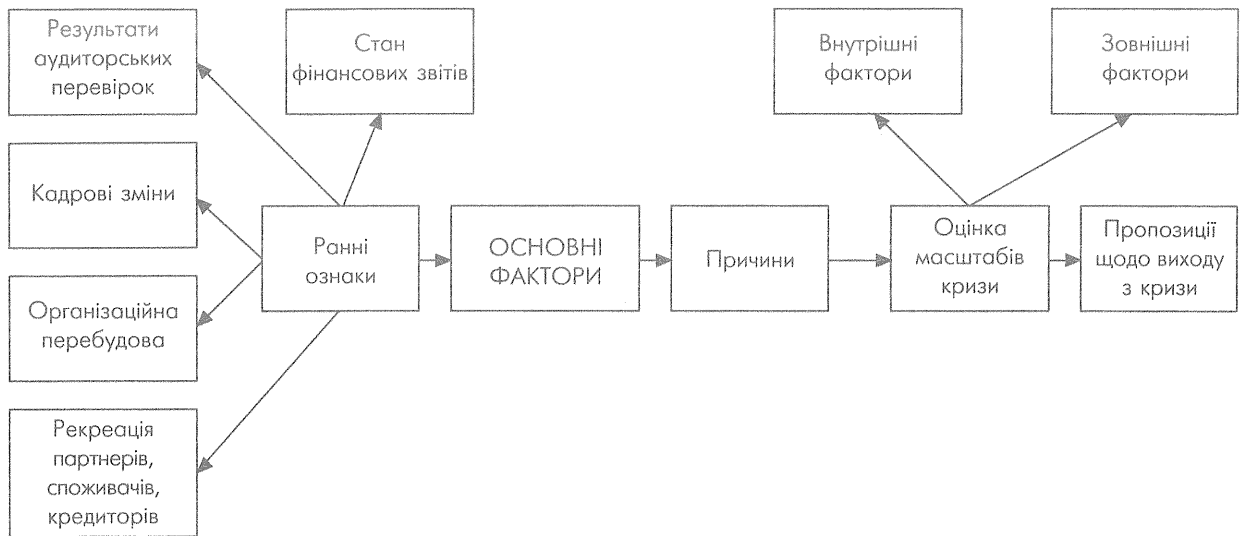 Результати
аудиторських
перевірок
Стан
фінансових звітів
Внутрішні
фактори
Зовнішні
фактори
Кадрові зміни
Ранні
ознаки
ОСНОВНІ
ФАКТОРИ
Причини
Оцінка
масштабів
кризи
Пропозиції
щодо виходу
з кризи
Організаційна
перебудова
Рекреація
партнерів,
споживачів,
кредиторів